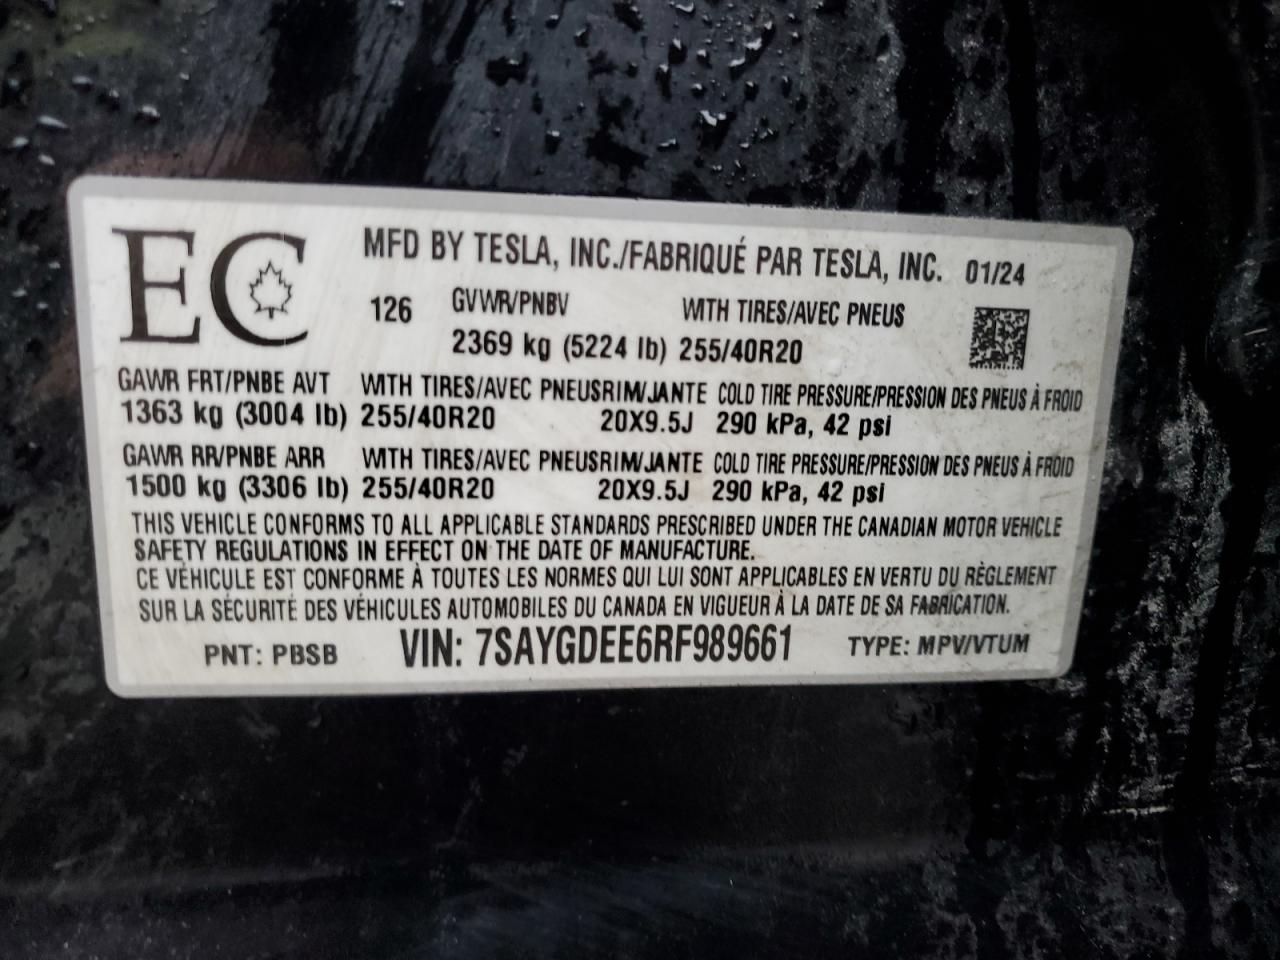 EC
MFD BY TESLA, INC./FABRIQUÉ PAR TESLA, INC. 01/24
126 GVWR/PNBV WITH TIRES/AVEC PNEUS
2369 kg (5224 lb) 255/40R20
GAWR FRT/PNBE AVT WITH TIRES/AVEC PNEUSRIM/JANTE COLD TIRE PRESSURE/PRESSION DES PNEUS À FROID
1363 kg (3004 lb) 255/40R20 20X9.5J 290 kPa, 42 psi
GAWR RR/PNBE ARR WITH TIRES/AVEC PNEUSRIM/JANTE COLD TIRE PRESSURE/PRESSION DES PNEUS À FROID
1500 kg (3306 lb) 255/40R20 20X9.5J 290 kPa, 42 psi
THIS VEHICLE CONFORMS TO ALL APPLICABLE STANDARDS PRESCRIBED UNDER THE CANADIAN MOTOR VEHICLE
SAFETY REGULATIONS IN EFFECT ON THE DATE OF MANUFACTURE.
CE VÉHICULE EST CONFORME À TOUTES LES NORMES QUI LUI SONT APPLICABLES EN VERTU DU RÈGLEMENT
SUR LA SÉCURITÉ DES VÉHICULES AUTOMOBILES DU CANADA EN VIGUEUR À LA DATE DE SA FABRICATION.
PNT: PBSB VIN: 7SAYGDEE6RF989661 TYPE: MPV/VTUM